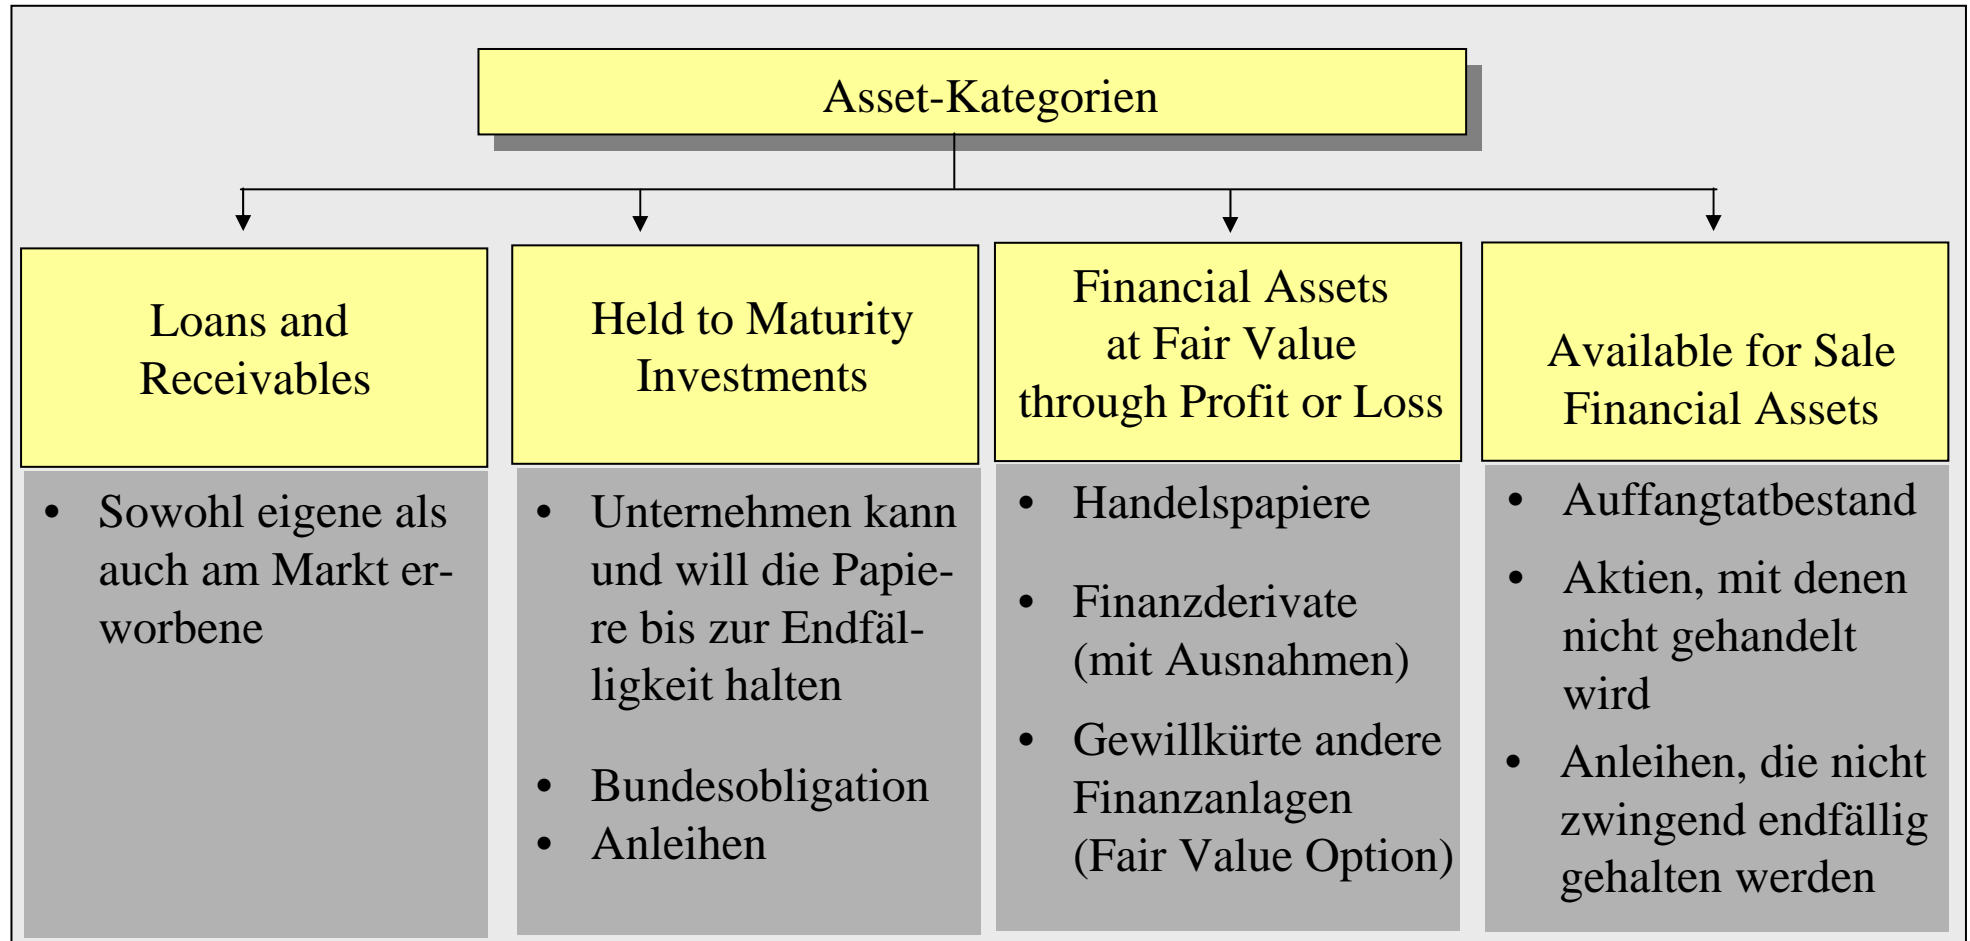 Asset-Kategorien
Loans and
Receivables
• Sowohl eigene als
auch am Markt er-
worbene
Held to Maturity
Investments
• Unternehmen kann
und will die Papie-
re bis zur Endfäl-
ligkeit halten
• Bundesobligation
• Anleihen
Financial Assets
at Fair Value
through Profit or Loss
• Handelspapiere
• Finanzderivate
(mit Ausnahmen)
• Gewillkürte andere
Finanzanlagen
(Fair Value Option)
Available for Sale
Financial Assets
• Auffangtatbestand
• Aktien, mit denen
nicht gehandelt
wird
• Anleihen, die nicht
zwingend endfällig
gehalten werden